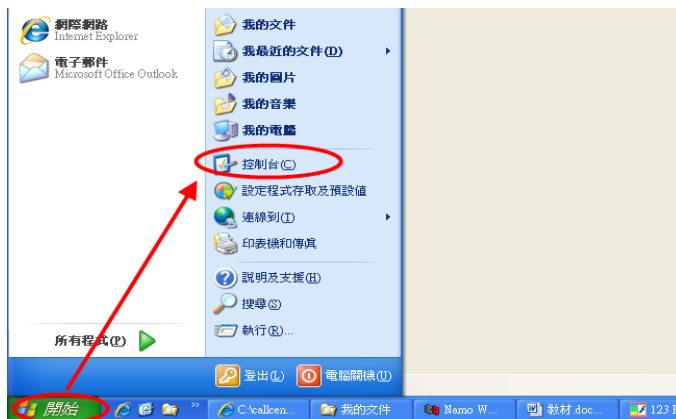 網際網路
Internet Explorer
電子郵件
Microsoft Office Outlook
所有程式(P)
我的文件
我最近的文件(D)
我的圖片
我的音樂
我的電腦
控制台(C)
設定程式存取及預設值
連線到(T)
印表機和傳真
說明及支援(H)
搜尋(S)
執行(R)...
登出(L)
電腦關機(U)
開始
»
C:\callcen...
我的文件
Namo W...
教材.doc...
123